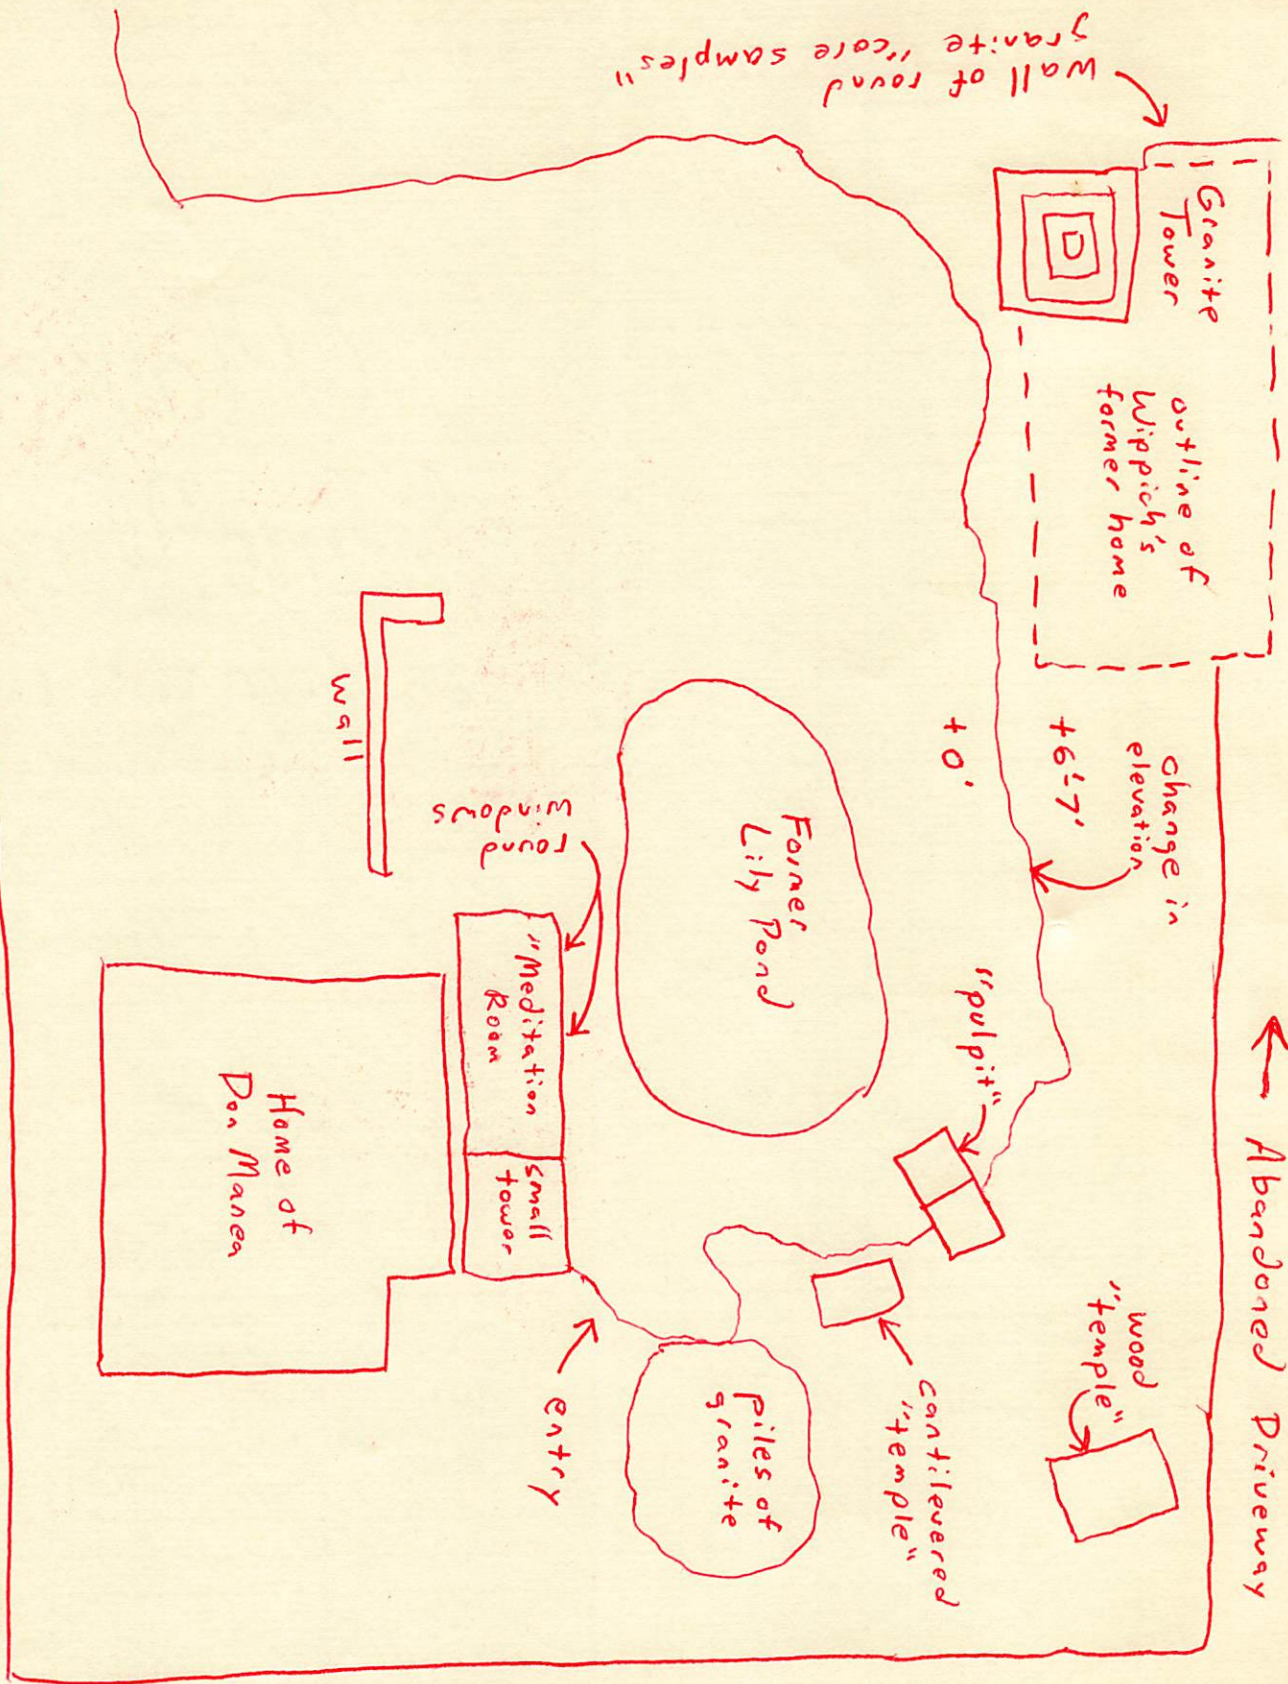 ← Abandoned Driveway
Granite
Tower
outline of
Wippich's
former home
change in
elevation
+6'-7'
+0'
wood
"temple"
wall of round
granite "core samples"
"pulpit"
cantilevered
"temple"
Former
Lily Pond
piles of
granite
entry
round
windows
"Meditation
Room
small
tower
wall
Home of
Don Manea